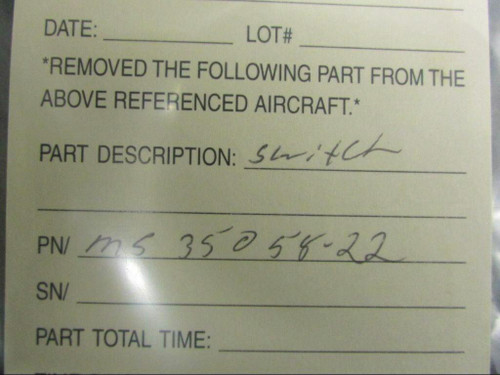 DATE: LOT#
*REMOVED THE FOLLOWING PART FROM THE
ABOVE REFERENCED AIRCRAFT.*
PART DESCRIPTION: switch
PN/ ms 35058-22
SN/
PART TOTAL TIME: